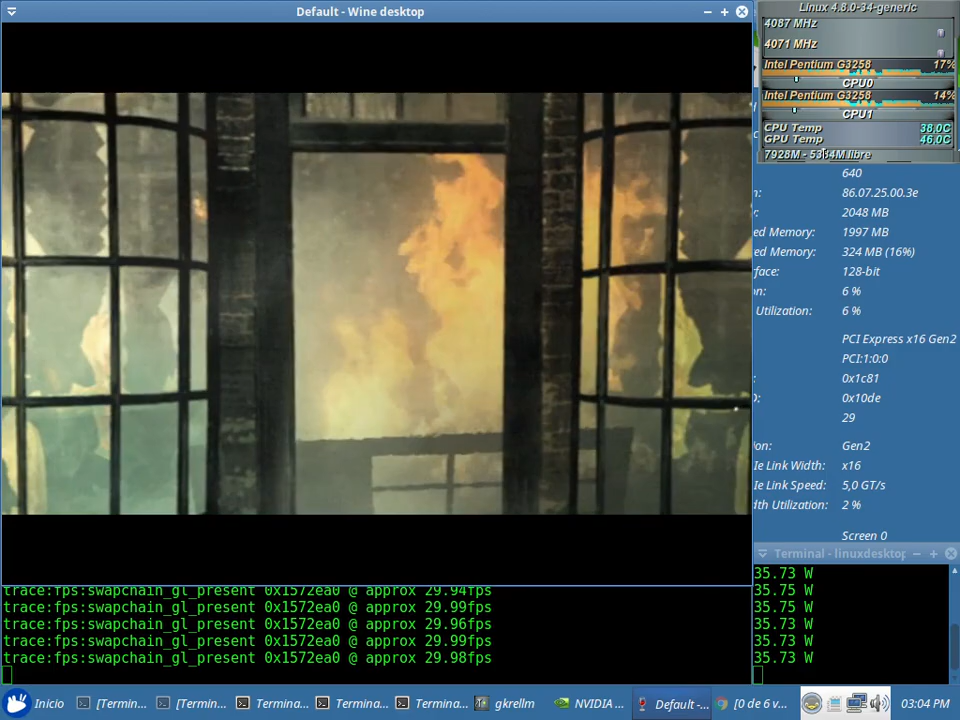 Default - Wine desktop
Linux 4.8.0-34-generic
4087 MHz
4071 MHz
Intel Pentium G3258 17%
CPU0
Intel Pentium G3258 14%
CPU1
CPU Temp 38.0C
GPU Temp 46.0C
640
86.07.25.00.3e
2048 MB
ed Memory: 1997 MB
ed Memory: 324 MB (16%)
face: 128-bit
on: 6 %
Utilization: 6 %
PCI Express x16 Gen2
PCI:1:0:0
0x1c81
D: 0x10de
29
ion: Gen2
Ie Link Width: x16
Ie Link Speed: 5,0 GT/s
dth Utilization: 2 %
Screen 0
Terminal - linuxdesktop
trace:fps:swapchain_gl_present 0x1572ea0 @ approx 29.94fps
trace:fps:swapchain_gl_present 0x1572ea0 @ approx 29.99fps
trace:fps:swapchain_gl_present 0x1572ea0 @ approx 29.96fps
trace:fps:swapchain_gl_present 0x1572ea0 @ approx 29.99fps
trace:fps:swapchain_gl_present 0x1572ea0 @ approx 29.98fps
35.73 W
35.75 W
35.75 W
35.73 W
35.73 W
35.73 W
Inicio
[Termin...
[Termin...
Termina...
Termina...
Termina...
gkrellm
NVIDIA ...
Default -...
[0 de 6 v...
03:04 PM